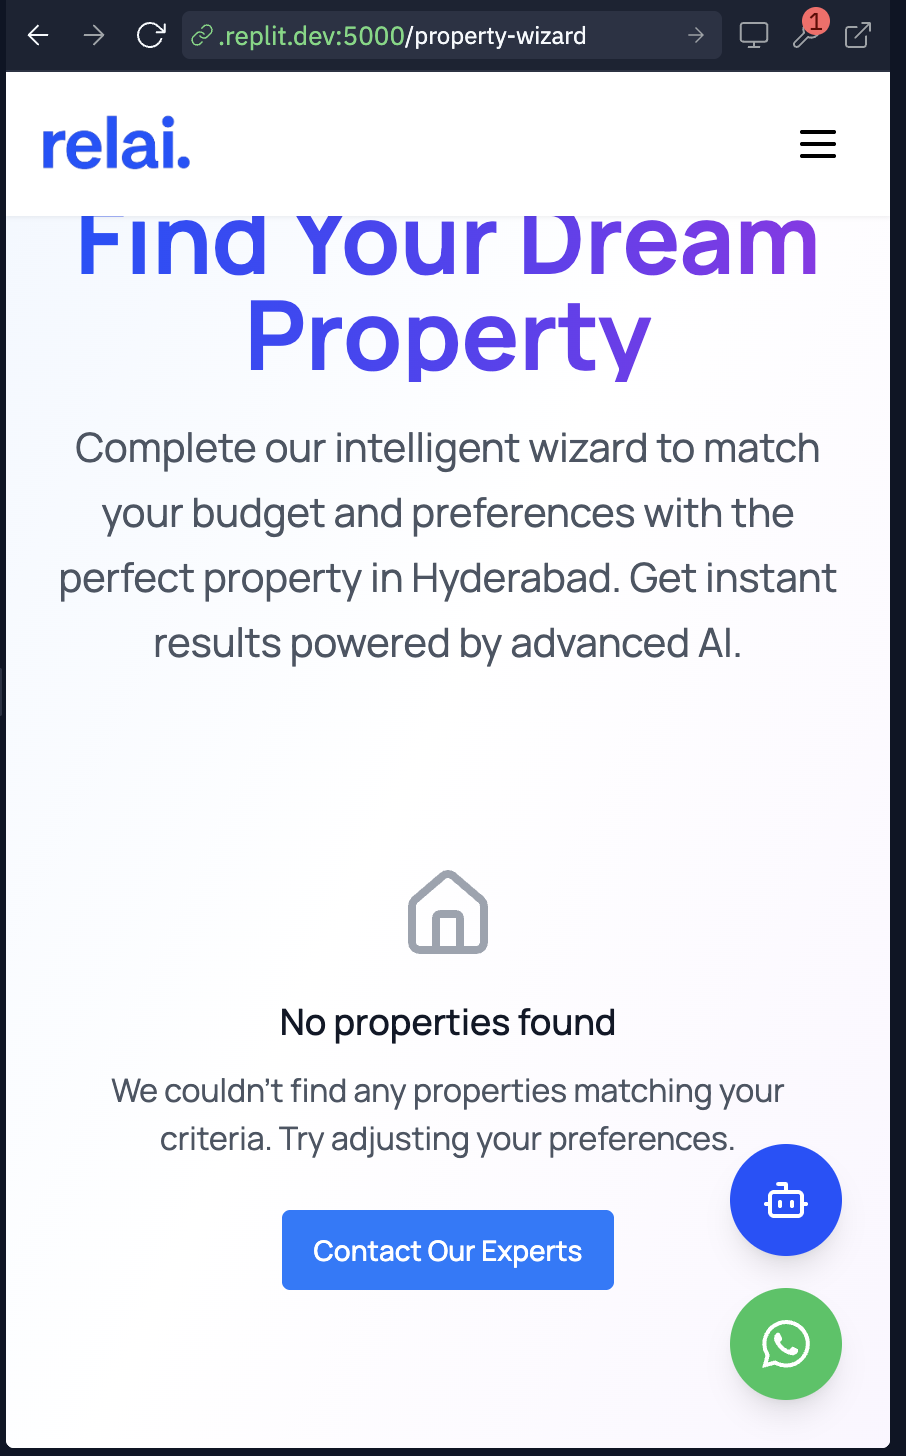 .replit.dev:5000/property-wizard
1
relai.
Find Your Dream
Property
Complete our intelligent wizard to match
your budget and preferences with the
perfect property in Hyderabad. Get instant
results powered by advanced AI.
No properties found
We couldn't find any properties matching your
criteria. Try adjusting your preferences.
Contact Our Experts